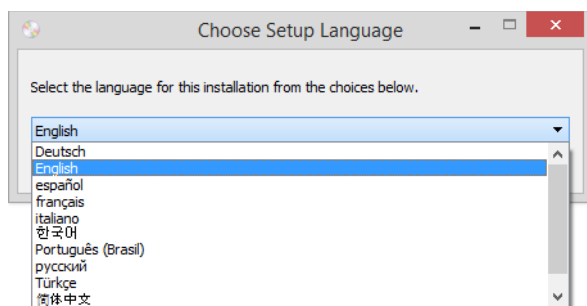 Choose Setup Language
Select the language for this installation from the choices below.
English
Deutsch
English
español
français
italiano
한국어
Português (Brasil)
русский
Türkçe
简体中文